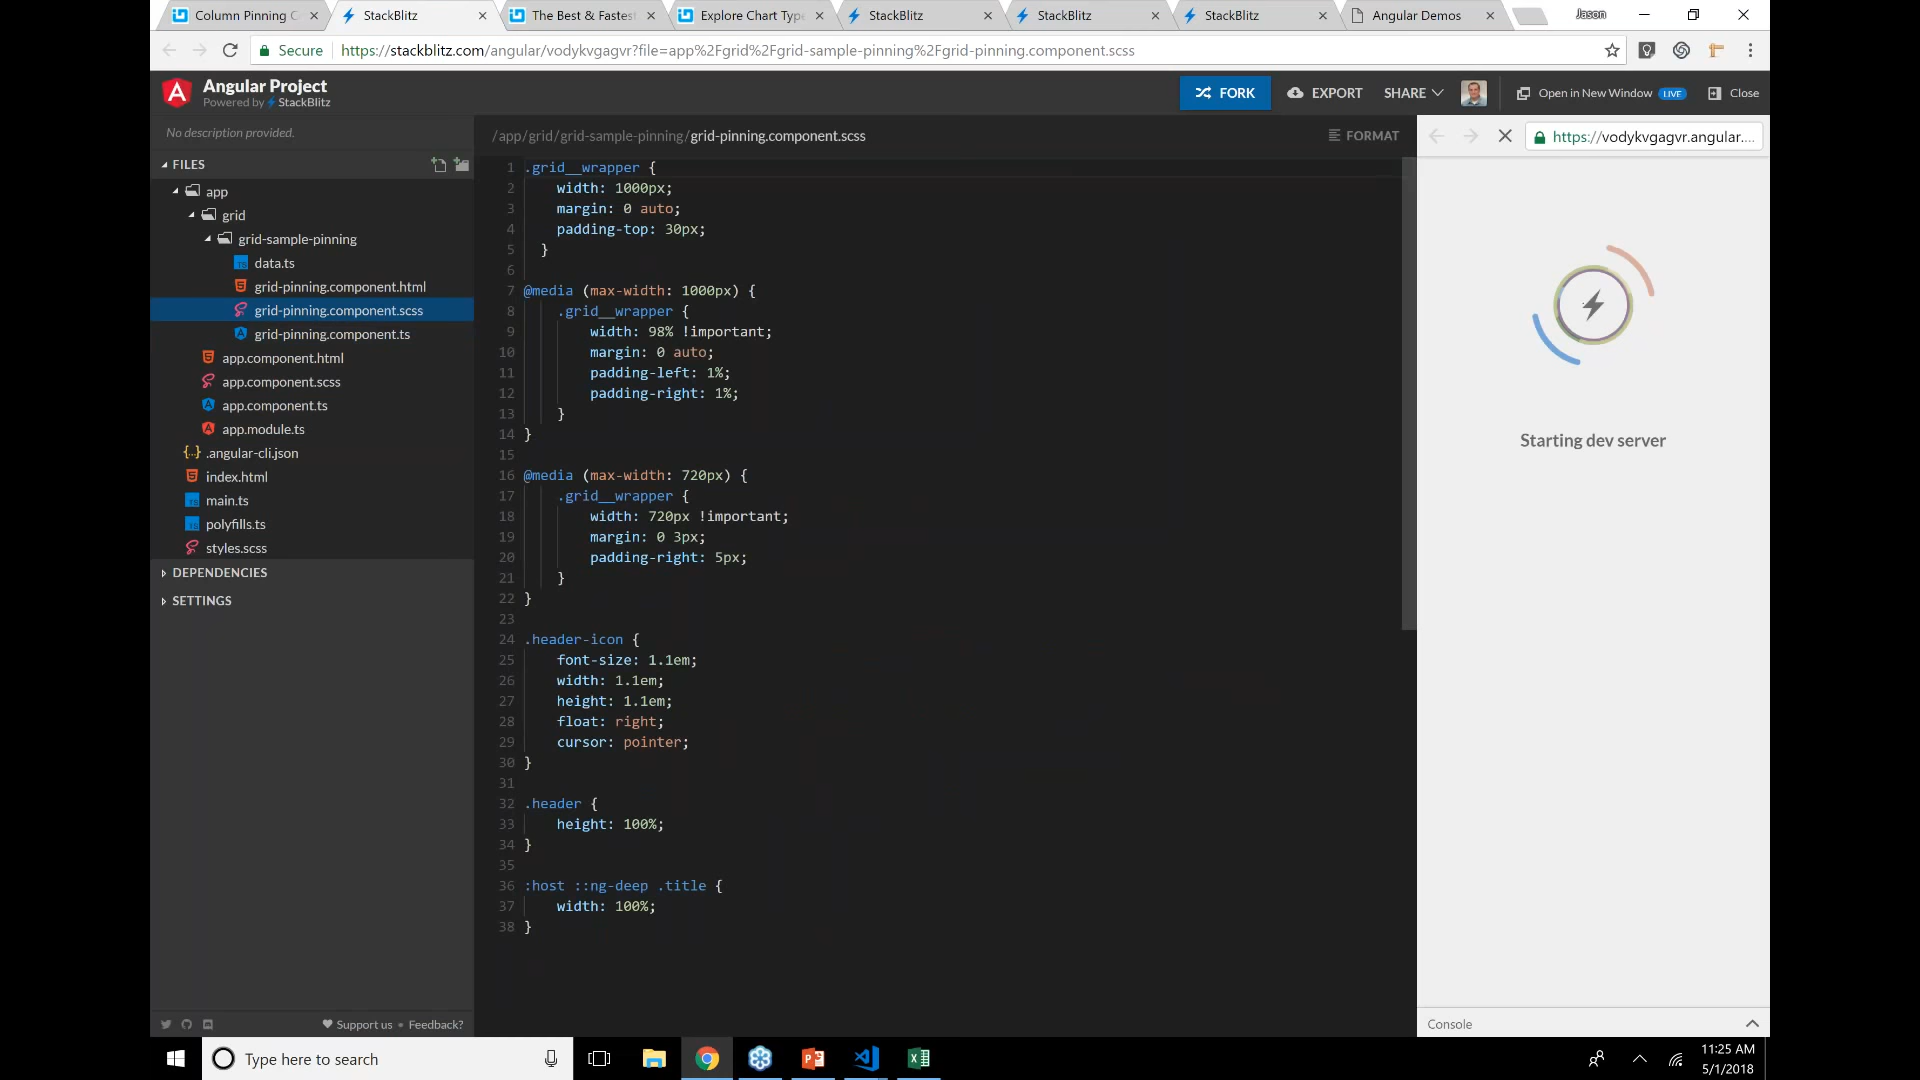 Column Pinning C
StackBlitz
The Best & Fastest
Explore Chart Type
StackBlitz
StackBlitz
StackBlitz
Angular Demos
Jason
Secure
https://stackblitz.com/angular/vodykvgagvr?file=app%2Fgrid%2Fgrid-sample-pinning%2Fgrid-pinning.component.scss
Angular Project
Powered by StackBlitz
FORK
EXPORT
SHARE
Open in New Window LIVE
Close
No description provided.
/app/grid/grid-sample-pinning/grid-pinning.component.scss
FORMAT
https://vodykvgagvr.angular....
FILES
app
grid
grid-sample-pinning
data.ts
grid-pinning.component.html
grid-pinning.component.scss
grid-pinning.component.ts
app.component.html
app.component.scss
app.component.ts
app.module.ts
.angular-cli.json
index.html
main.ts
polyfills.ts
styles.scss
DEPENDENCIES
SETTINGS
1 .grid__wrapper {
2 width: 1000px;
3 margin: 0 auto;
4 padding-top: 30px;
5 }
6
7 @media (max-width: 1000px) {
8 .grid__wrapper {
9 width: 98% !important;
10 margin: 0 auto;
11 padding-left: 1%;
12 padding-right: 1%;
13 }
14 }
15
16 @media (max-width: 720px) {
17 .grid__wrapper {
18 width: 720px !important;
19 margin: 0 3px;
20 padding-right: 5px;
21 }
22 }
23
24 .header-icon {
25 font-size: 1.1em;
26 width: 1.1em;
27 height: 1.1em;
28 float: right;
29 cursor: pointer;
30 }
31
32 .header {
33 height: 100%;
34 }
35
36 :host ::ng-deep .title {
37 width: 100%;
38 }
Starting dev server
Console
Support us • Feedback?
Type here to search
11:25 AM
5/1/2018